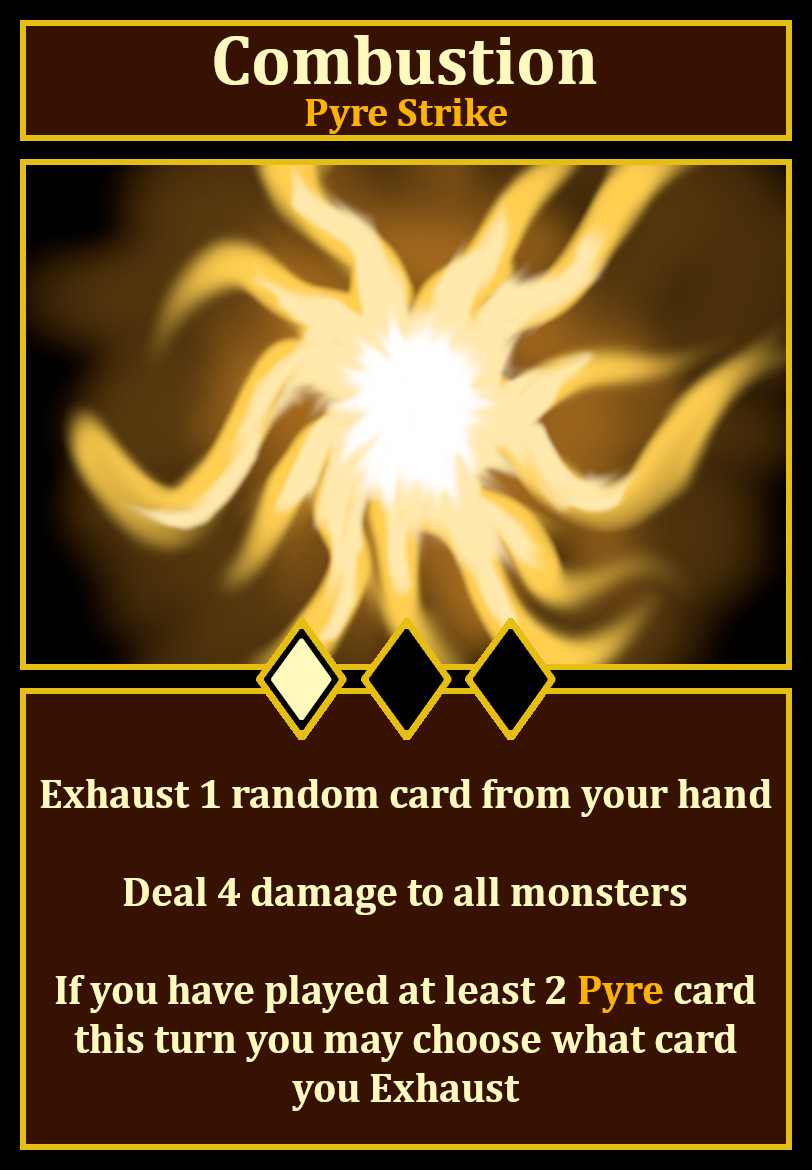 Combustion
Pyre Strike
Exhaust 1 random card from your hand
Deal 4 damage to all monsters
If you have played at least 2 Pyre card
this turn you may choose what card
you Exhaust